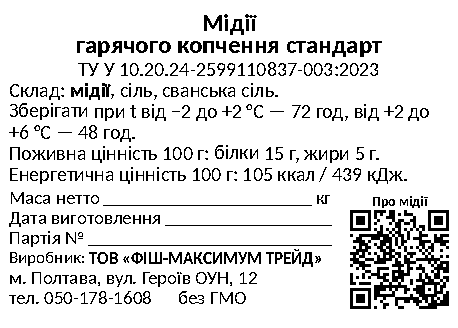 Мідії
гарячого копчення стандарт
ТУ У 10.20.24-2599110837-003:2023
Склад: мідії, сіль, сванська сіль.
Зберігати при t від −2 до +2 °С — 72 год, від +2 до
+6 °С — 48 год.
Поживна цінність 100 г: білки 15 г, жири 5 г.
Енергетична цінність 100 г: 105 ккал / 439 кДж.
Маса нетто ____________________ кг
Дата виготовлення ________________
Партія № ________________________
Про мідії
Виробник: ТОВ «ФІШ-МАКСИМУМ ТРЕЙД»
м. Полтава, вул. Героїв ОУН, 12
тел. 050-178-1608 без ГМО